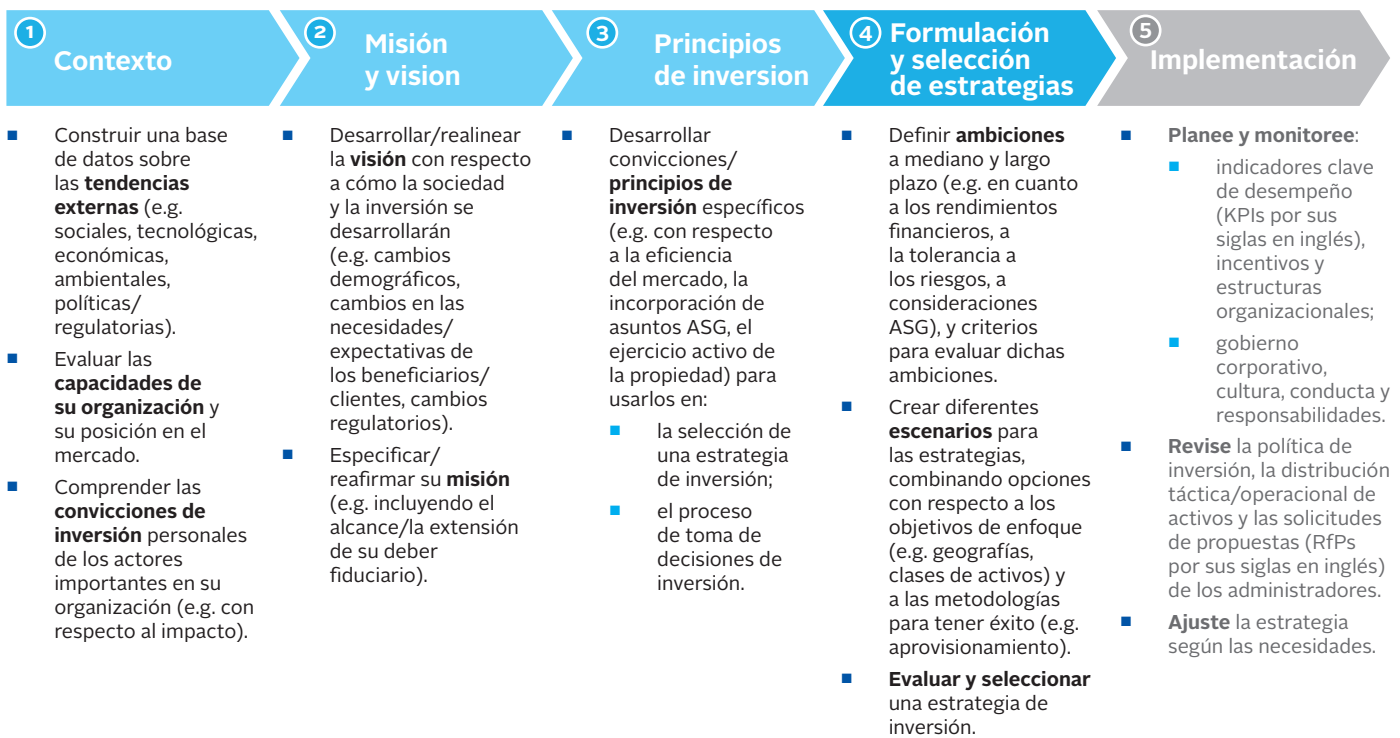 1
Contexto
Construir una base
de datos sobre
las tendencias
externas (e.g.
sociales, tecnológicas,
económicas,
ambientales,
políticas/
regulatorias).
Evaluar las
capacidades de
su organización y
su posición en el
mercado.
Comprender las
convicciones de
inversión personales
de los actores
importantes en su
organización (e.g. con
respecto al impacto).
2
Misión
y vision
Desarrollar/realinear
la visión con respecto
a cómo la sociedad
y la inversión se
desarrollarán
(e.g. cambios
demográficos,
cambios en las
necesidades/
expectativas de
los beneficiarios/
clientes, cambios
regulatorios).
Especificar/
reafirmar su misión
(e.g. incluyendo el
alcance/la extensión
de su deber
fiduciario).
3
Principios
de inversion
Desarrollar
convicciones/
principios de
inversión específicos
(e.g. con respecto
a la eficiencia
del mercado, la
incorporación de
asuntos ASG, el
ejercicio activo de
la propiedad) para
usarlos en:
la selección de
una estrategia
de inversión;
el proceso
de toma de
decisiones de
inversión.
4
Formulación
y selección
de estrategias
Definir ambiciones
a mediano y largo
plazo (e.g. en cuanto
a los rendimientos
financieros, a
la tolerancia a
los riesgos, a
consideraciones
ASG), y criterios
para evaluar dichas
ambiciones.
Crear diferentes
escenarios para
las estrategias,
combinando opciones
con respecto a los
objetivos de enfoque
(e.g. geografías,
clases de activos) y
a las metodologías
para tener éxito (e.g.
aprovisionamiento).
Evaluar y seleccionar
una estrategia de
inversión.
5
Implementación
Planee y monitoree:
indicadores clave
de desempeño
(KPIs por sus
siglas en inglés),
incentivos y
estructuras
organizacionales;
gobierno
corporativo,
cultura, conducta y
responsabilidades.
Revise la política de
inversión, la distribución
táctica/operacional de
activos y las solicitudes
de propuestas (RfPs
por sus siglas en inglés)
de los administradores.
Ajuste la estrategia
según las necesidades.